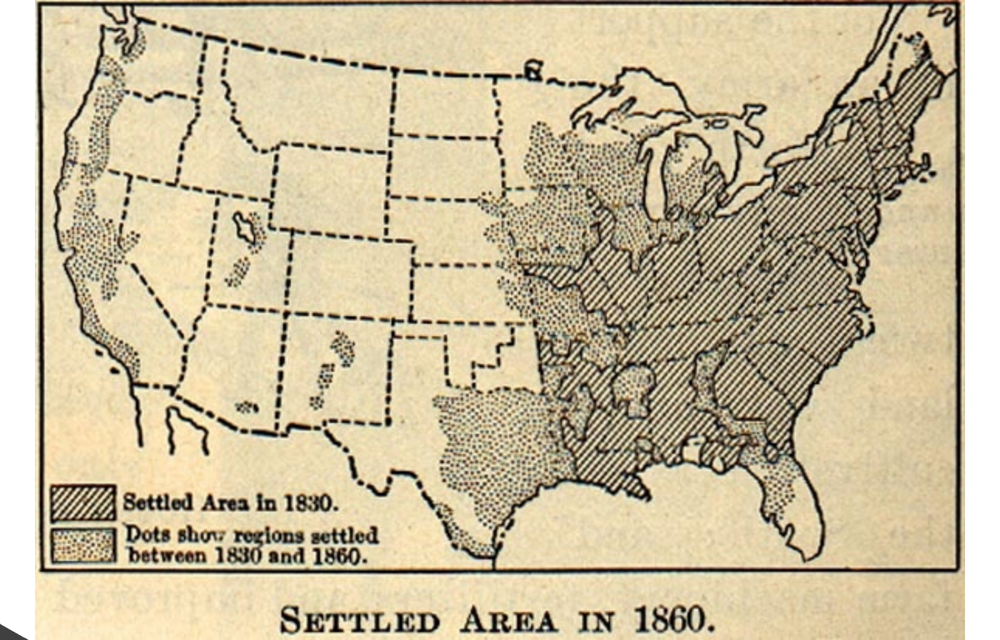 Settled Area in 1830.
Dots show regions settled
between 1830 and 1860.
SETTLED AREA IN 1860.